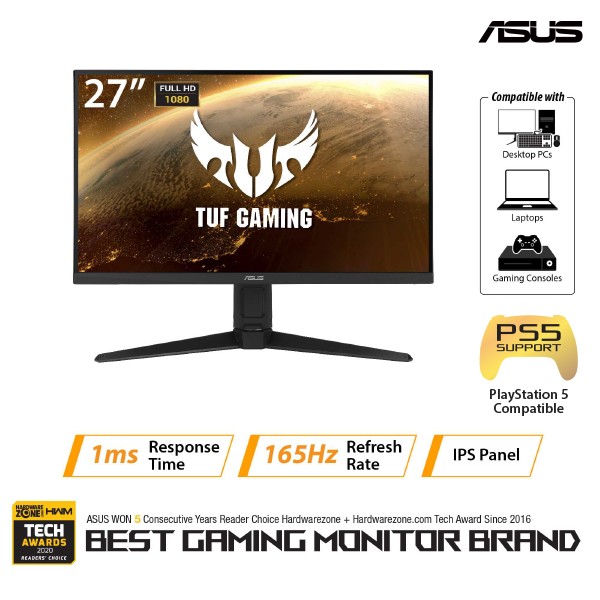 ASUS
27”
FULL HD
1080
TUF GAMING
ASUS
Compatible with
Desktop PCs
Laptops
Gaming Consoles
PS5
SUPPORT
PlayStation 5
Compatible
1ms Response
Time
165Hz Refresh
Rate
IPS Panel
HARDWARE
ZONE HWM
TECH
AWARDS
2020
READERS' CHOICE
ASUS WON 5 Consecutive Years Reader Choice Hardwarezone + Hardwarezone.com Tech Award Since 2016
BEST GAMING MONITOR BRAND